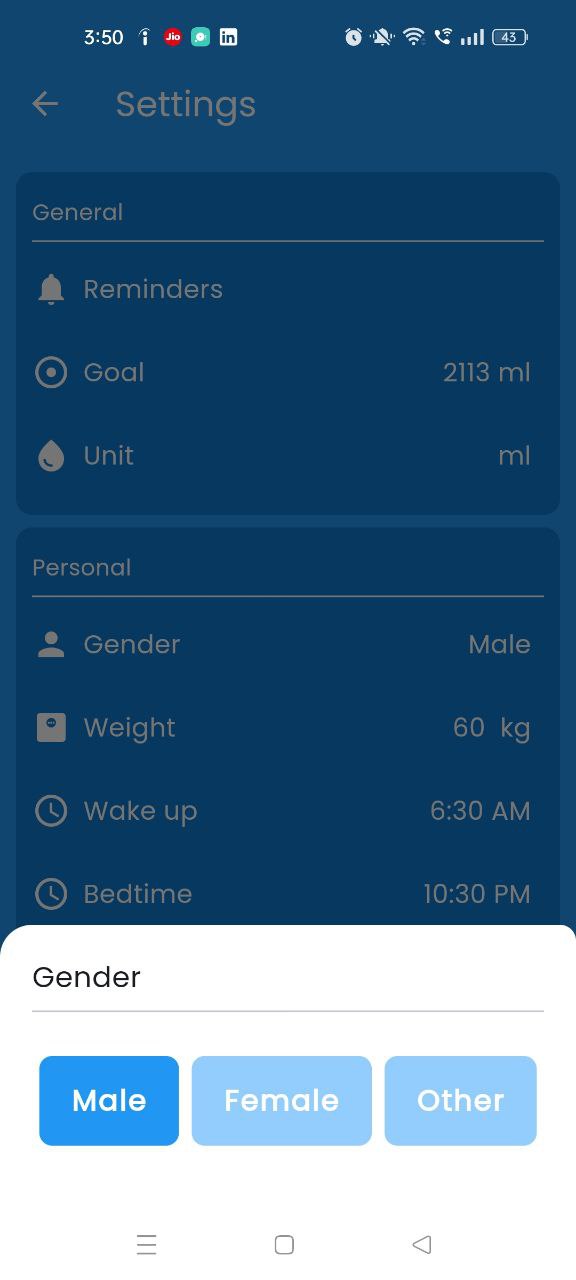 3:50 Jio in 43
Settings
General
Reminders
Goal 2113 ml
Unit ml
Personal
Gender Male
Weight 60 kg
Wake up 6:30 AM
Bedtime 10:30 PM
Gender
Male Female Other